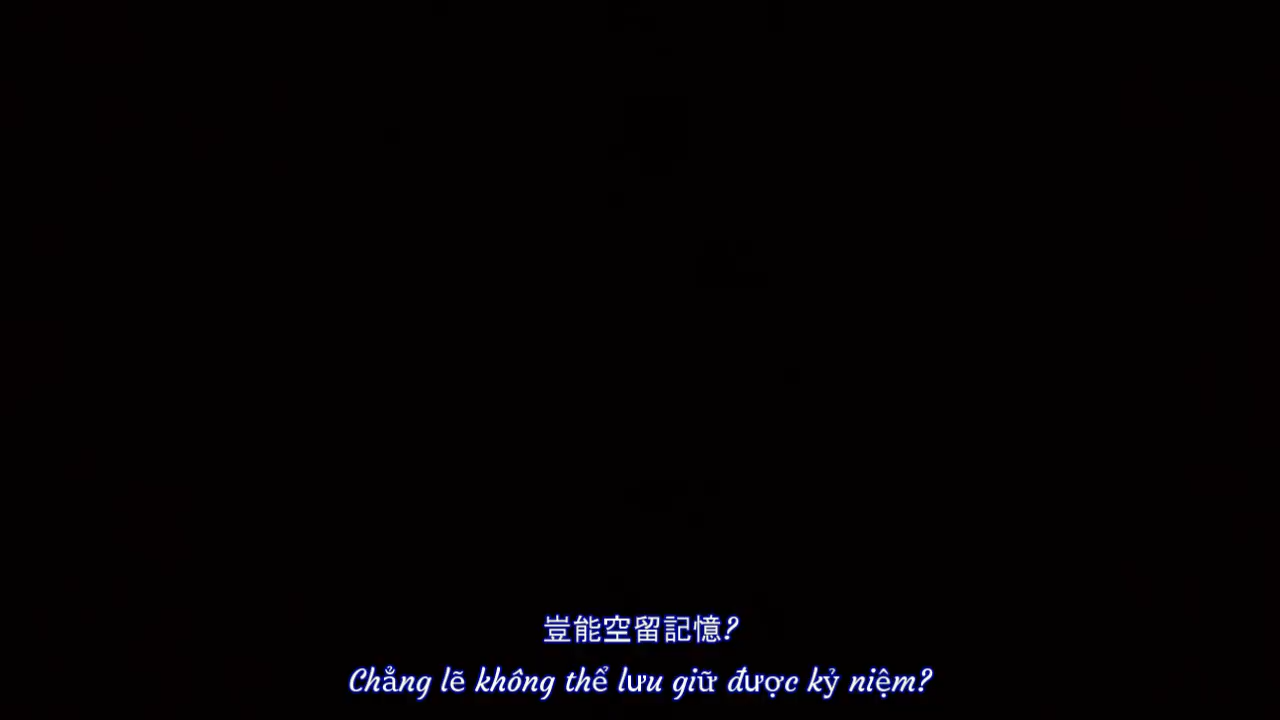 豈能空留記憶?
Chẳng lẽ không thể lưu giữ được kỷ niệm?